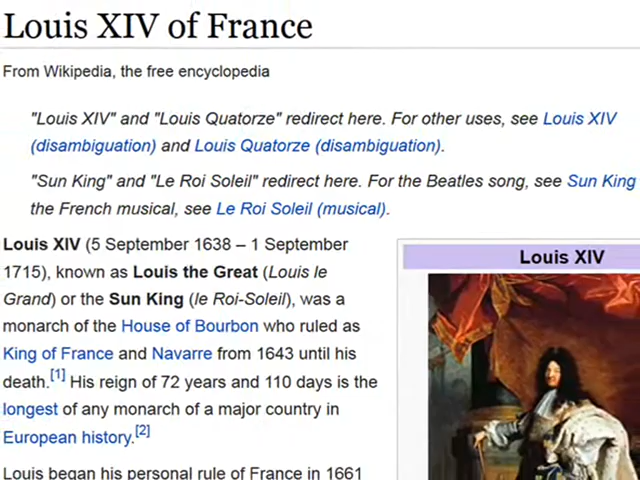 Louis XIV of France
From Wikipedia, the free encyclopedia
"Louis XIV" and "Louis Quatorze" redirect here. For other uses, see Louis XIV
(disambiguation) and Louis Quatorze (disambiguation).
"Sun King" and "Le Roi Soleil" redirect here. For the Beatles song, see Sun King
the French musical, see Le Roi Soleil (musical).
Louis XIV (5 September 1638 – 1 September
1715), known as Louis the Great (Louis le
Grand) or the Sun King (le Roi-Soleil), was a
monarch of the House of Bourbon who ruled as
King of France and Navarre from 1643 until his
death.[1] His reign of 72 years and 110 days is the
longest of any monarch of a major country in
European history.[2]
Louis began his personal rule of France in 1661
Louis XIV